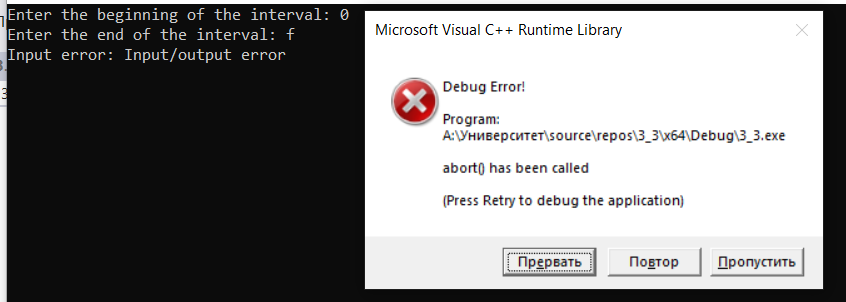 Enter the beginning of the interval: 0
Enter the end of the interval: f
Input error: Input/output error
Microsoft Visual C++ Runtime Library
Debug Error!
Program:
A:\Университет\source\repos\3_3\x64\Debug\3_3.exe
abort() has been called
(Press Retry to debug the application)
Прервать
Повтор
Пропустить